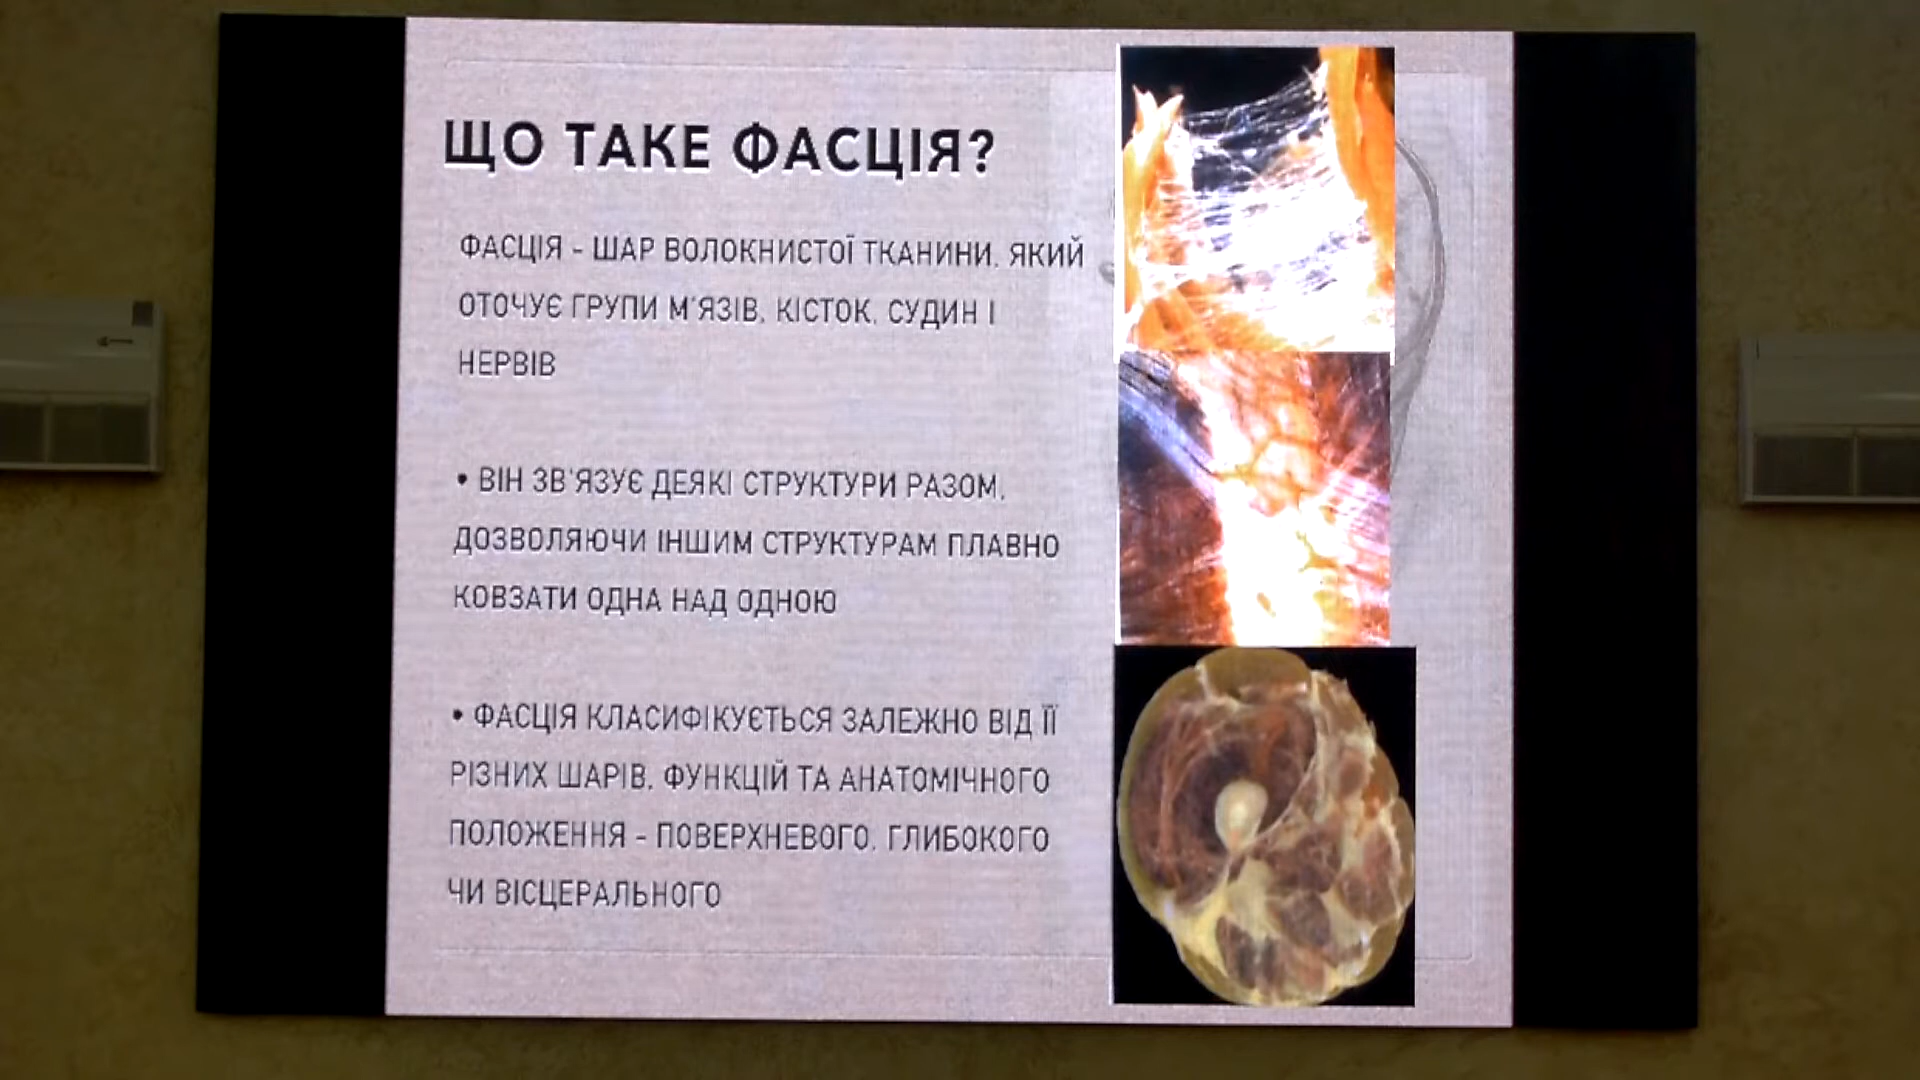 ЩО ТАКЕ ФАСЦІЯ?
ФАСЦІЯ - ШАР ВОЛОКНИСТОЇ ТКАНИНИ, ЯКИЙ
ОТОЧУЄ ГРУПИ М'ЯЗІВ, КІСТОК, СУДИН І
НЕРВІВ
• ВІН ЗВ'ЯЗУЄ ДЕЯКІ СТРУКТУРИ РАЗОМ,
ДОЗВОЛЯЮЧИ ІНШИМ СТРУКТУРАМ ПЛАВНО
КОВЗАТИ ОДНА НАД ОДНОЮ
• ФАСЦІЯ КЛАСИФІКУЄТЬСЯ ЗАЛЕЖНО ВІД ЇЇ
РІЗНИХ ШАРІВ, ФУНКЦІЙ ТА АНАТОМІЧНОГО
ПОЛОЖЕННЯ - ПОВЕРХНЕВОГО, ГЛИБОКОГО
ЧИ ВІСЦЕРАЛЬНОГО